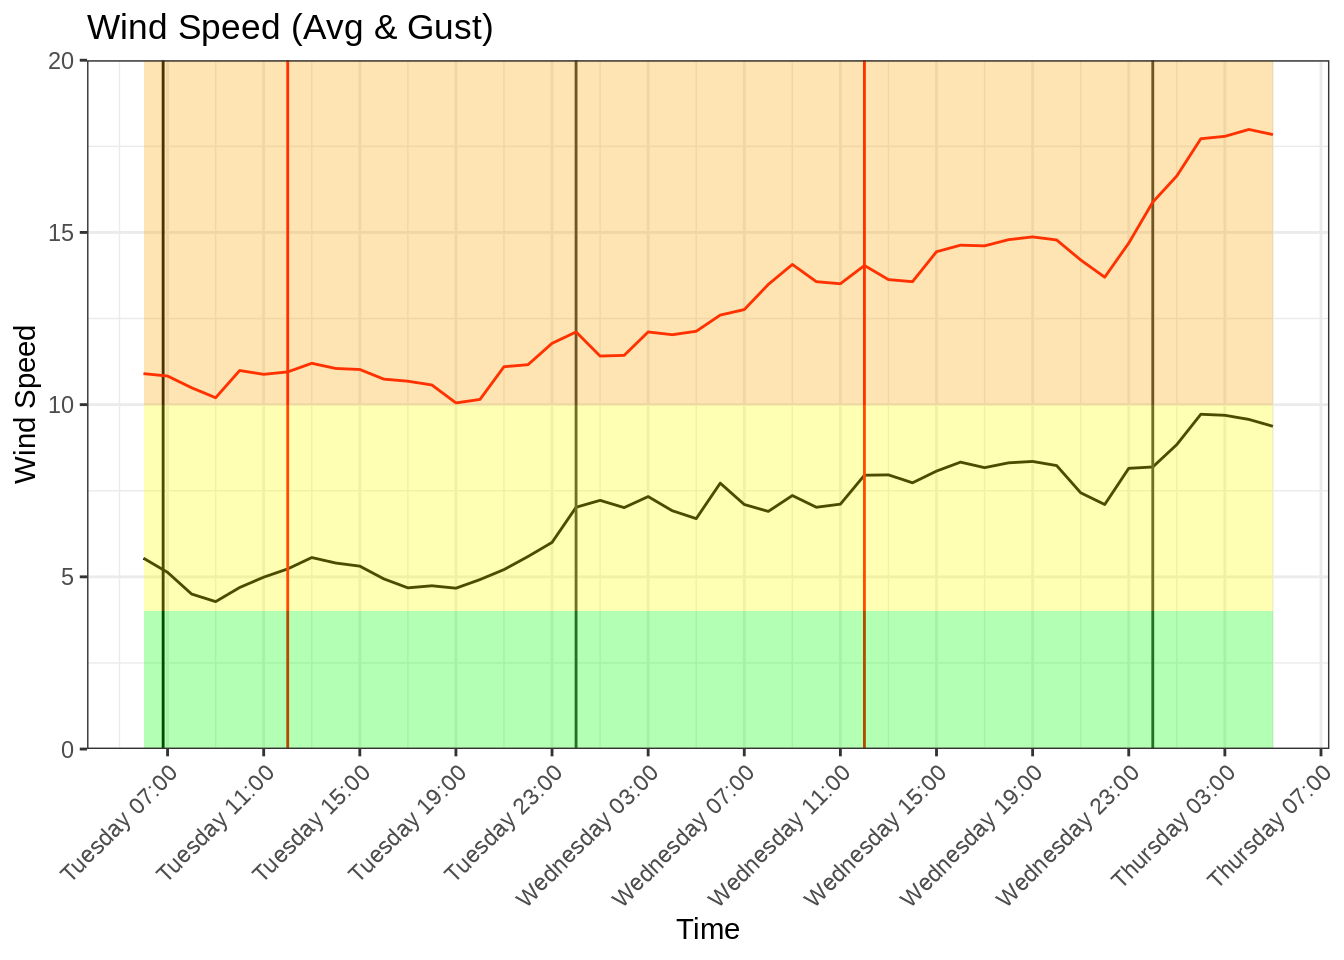 Wind Speed (Avg & Gust)
20
15
10
5
0
Wind Speed
Tuesday 07:00
Tuesday 11:00
Tuesday 15:00
Tuesday 19:00
Tuesday 23:00
Wednesday 03:00
Wednesday 07:00
Wednesday 11:00
Wednesday 15:00
Wednesday 19:00
Wednesday 23:00
Thursday 03:00
Thursday 07:00
Time